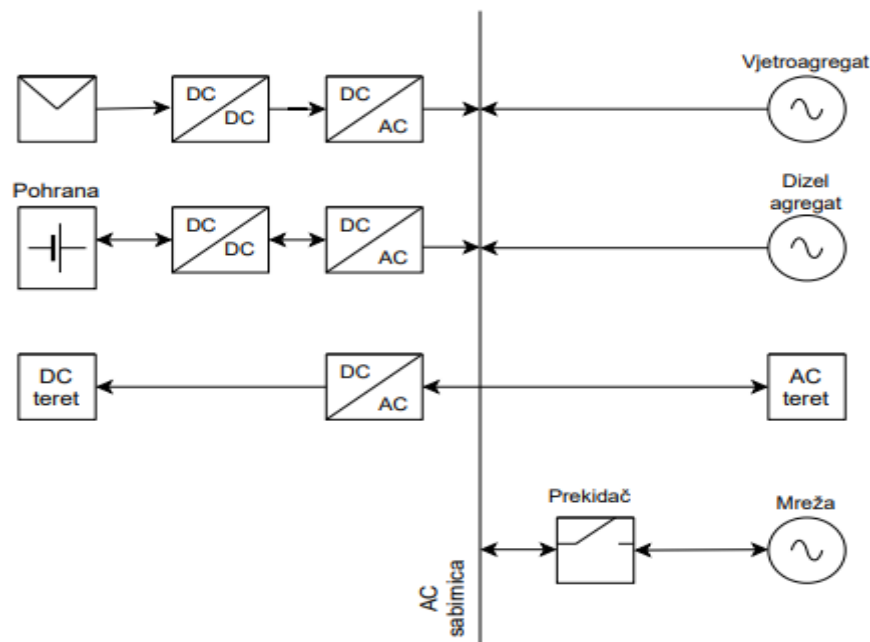 Vjetroagregat
DC
DC
DC
AC
Pohrana
Dizel
agregat
DC
DC
DC
AC
DC
teret
DC
AC
AC
teret
Prekidač
Mreža
AC
sabirnica